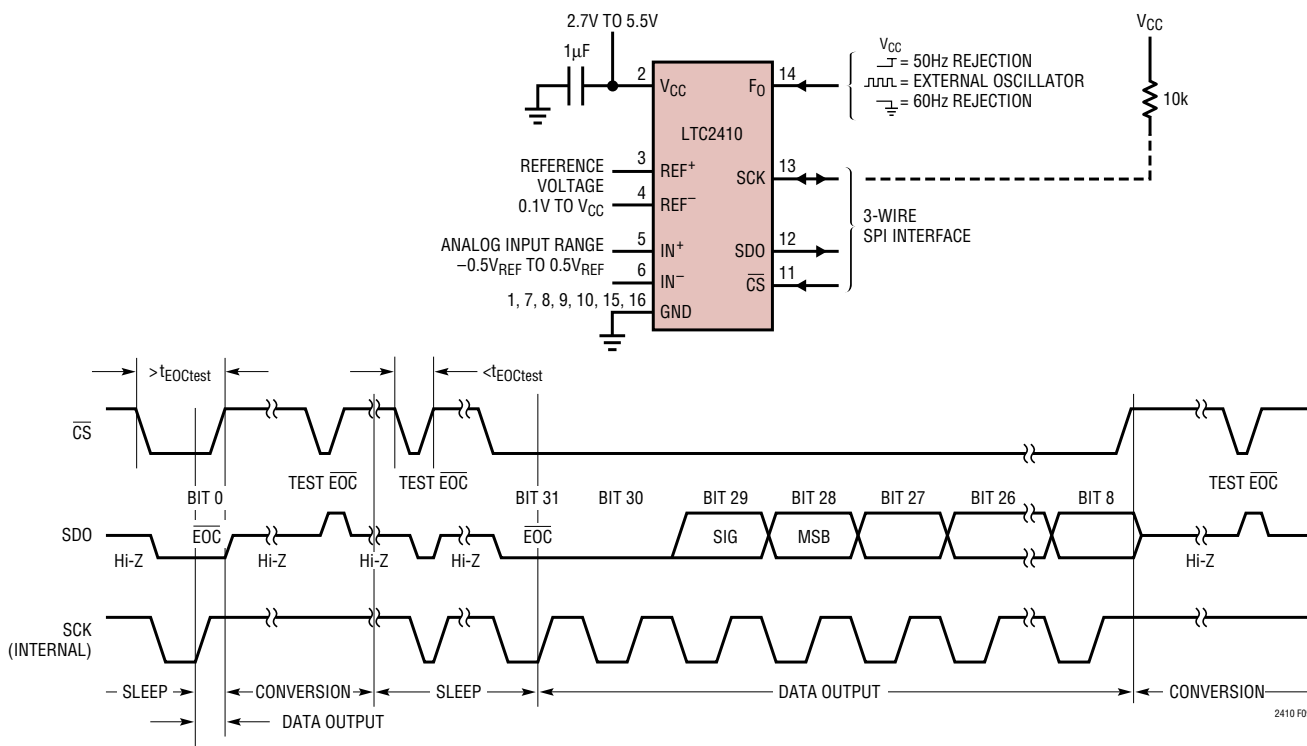 2.7V TO 5.5V
1µF
2
VCC
LTC2410
FO
14
VCC
= 50Hz REJECTION
= EXTERNAL OSCILLATOR
= 60Hz REJECTION
VCC
10k
REFERENCE
VOLTAGE
0.1V TO VCC
3
REF+
4
REF–
SCK
13
ANALOG INPUT RANGE
–0.5VREF TO 0.5VREF
5
IN+
6
IN–
SDO
12
CS
11
3-WIRE
SPI INTERFACE
1, 7, 8, 9, 10, 15, 16
GND
>tEOCtest
<tEOCtest
CS
TEST EOC
TEST EOC
TEST EOC
BIT 0
EOC
BIT 31
EOC
BIT 30
BIT 29
SIG
BIT 28
MSB
BIT 27
BIT 26
BIT 8
SDO
Hi-Z
Hi-Z
Hi-Z
Hi-Z
Hi-Z
SCK
(INTERNAL)
SLEEP
CONVERSION
SLEEP
DATA OUTPUT
CONVERSION
DATA OUTPUT